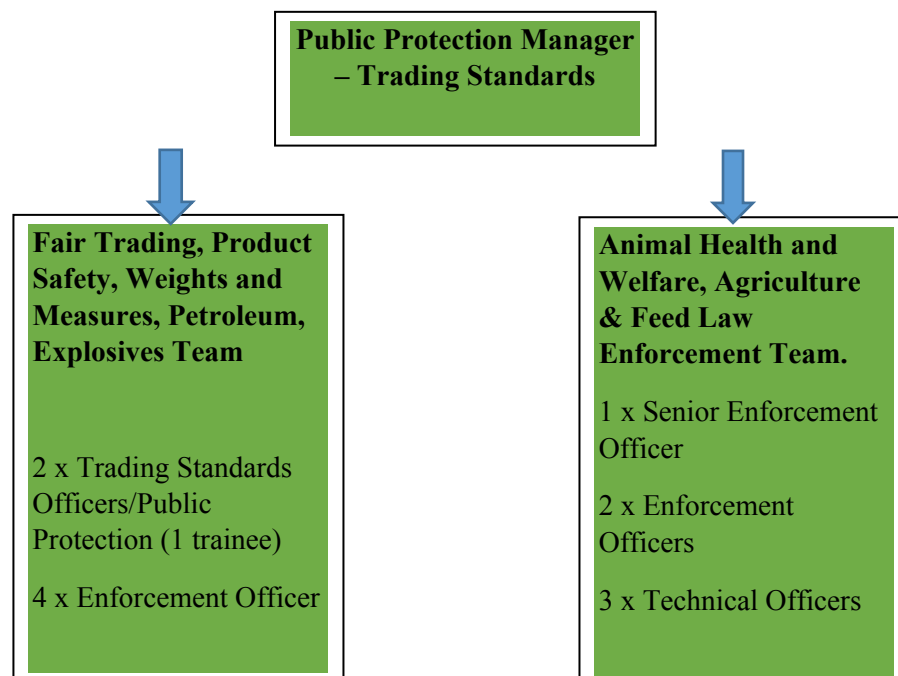 Public Protection Manager
– Trading Standards
Fair Trading, Product
Safety, Weights and
Measures, Petroleum,
Explosives Team
2 x Trading Standards
Officers/Public
Protection (1 trainee)
4 x Enforcement Officer
Animal Health and
Welfare, Agriculture
& Feed Law
Enforcement Team.
1 x Senior Enforcement
Officer
2 x Enforcement
Officers
3 x Technical Officers